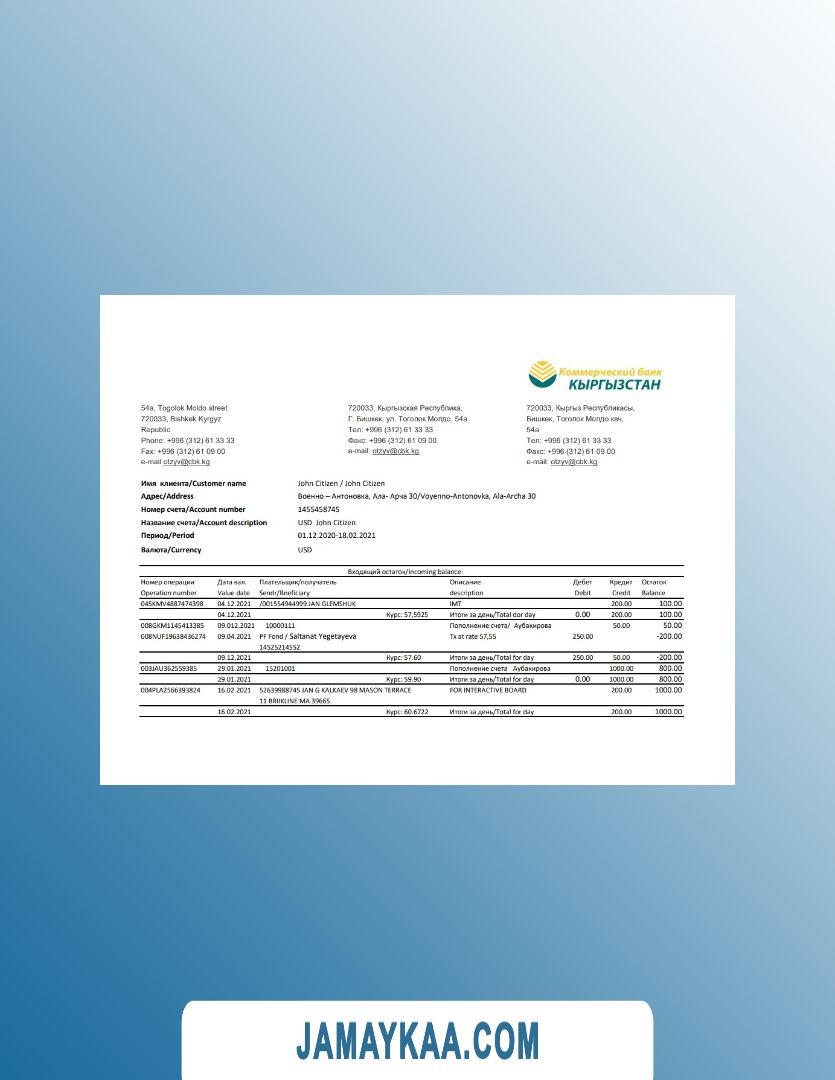 Коммерческий банк
КЫРГЫЗСТАН
54a, Togolok Moldo street
720033, Bishkek Kyrgyz
Republic
Phone: +996 (312) 61 33 33
Fax: +996 (312) 61 09 00
e-mail otzyv@cbk.kg
720033, Кыргызская Республика,
Г. Бишкек, ул. Тоголок Молдо, 54а
Тел: +996 (312) 61 33 33
Факс: +996 (312) 61 09 00
e-mail: otzyv@cbk.kg
720033, Кыргыз Республикасы,
Бишкек, Тоголок Молдо көч,
54а
Тел: +996 (312) 61 33 33
Факс: +996 (312) 61 09 00
e-mail: otzyv@cbk.kg
Имя клиента/Customer name John Citizen / John Citizen
Адрес/Address Военно – Антоновка, Ала- Арча 30/Voyenno-Antonovka, Ala-Archa 30
Номер счета/Account number 1455458745
Название счета/Account description USD John Citizen
Период/Period 01.12.2020-18.02.2021
Валюта/Currency USD
Входящий остаток/Incoming balance:
Номер операции Дата вал. Плательщик/получатель Описание Дебет Кредит Остаток
Operation number Value date Sendr/Bneficiary description Debit Credit Balance
045KMV4887474398 04.12.2021 /001554944999 JAN GLEMSHUK IMT 200.00 100.00
04.12.2021 Курс: 57,5925 Итоги за день/Total dor day 0.00 200.00 100.00
008GKM1145413385 09.012.2021 10000111 Пополнение счета/ Аубакирова 50.00 50.00
008NUF19638436274 09.04.2021 PF Fond / Saltanat Yegetayeva Tx at rate 57,55 250.00 -200.00
14525214552
09.12.2021 Курс: 57.60 Итоги за день/Total for day 250.00 50.00 -200.00
003JAU362559385 29.01.2021 15201001 Пополнение счета Аубакирова 1000.00 800.00
29.01.2021 Курс: 59.90 Итоги за день/Total for day 0.00 1000.00 800.00
004PLA2566393824 16.02.2021 52639988745 JAN G KALKAEV 98 MASON TERRACE FOR INTERACTIVE BOARD 200.00 1000.00
11 BRIIKLINE MA 39665
16.02.2021 Курс: 60.6722 Итоги за день/Total for day 200.00 1000.00
JAMAYKAA.COM